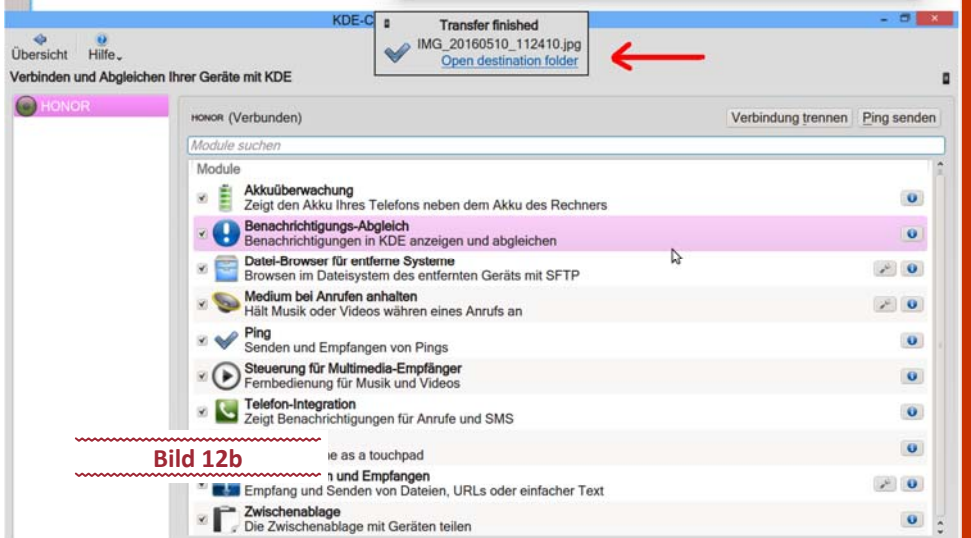 KDE-C
Transfer finished
IMG_20160510_112410.jpg
Open destination folder
Übersicht Hilfe
Verbinden und Abgleichen Ihrer Geräte mit KDE
HONOR
HONOR (Verbunden)
Verbindung trennen Ping senden
Module suchen
Module
Akkuüberwachung
Zeigt den Akku Ihres Telefons neben dem Akku des Rechners
Benachrichtigungs-Abgleich
Benachrichtigungen in KDE anzeigen und abgleichen
Datei-Browser für entfernte Systeme
Browsen im Dateisystem des entfernten Geräts mit SFTP
Medium bei Anrufen anhalten
Hält Musik oder Videos währen eines Anrufs an
Ping
Senden und Empfangen von Pings
Steuerung für Multimedia-Empfänger
Fernbedienung für Musik und Videos
Telefon-Integration
Zeigt Benachrichtigungen für Anrufe und SMS
Bild 12b
as a touchpad
und Empfangen
Empfang und Senden von Dateien, URLs oder einfacher Text
Zwischenablage
Die Zwischenablage mit Geräten teilen